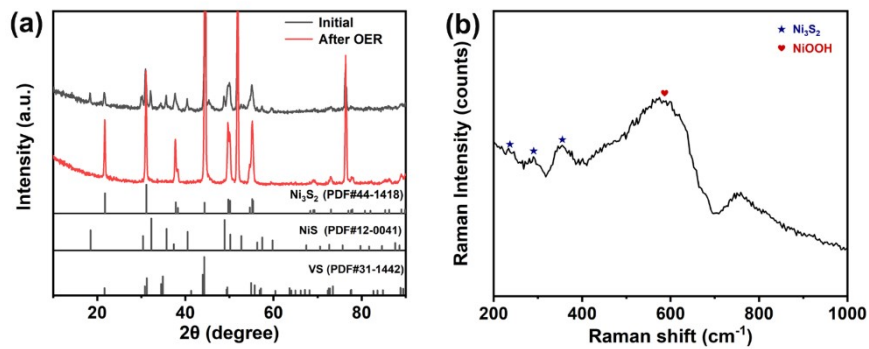 (a)
Initial
After OER
Intensity (a.u.)
Ni₃S₂ (PDF#44-1418)
NiS (PDF#12-0041)
VS (PDF#31-1442)
20 40 60 80
2θ (degree)
(b)
Ni₃S₂
NiOOH
Raman Intensity (counts)
200 400 600 800 1000
Raman shift (cm⁻¹)